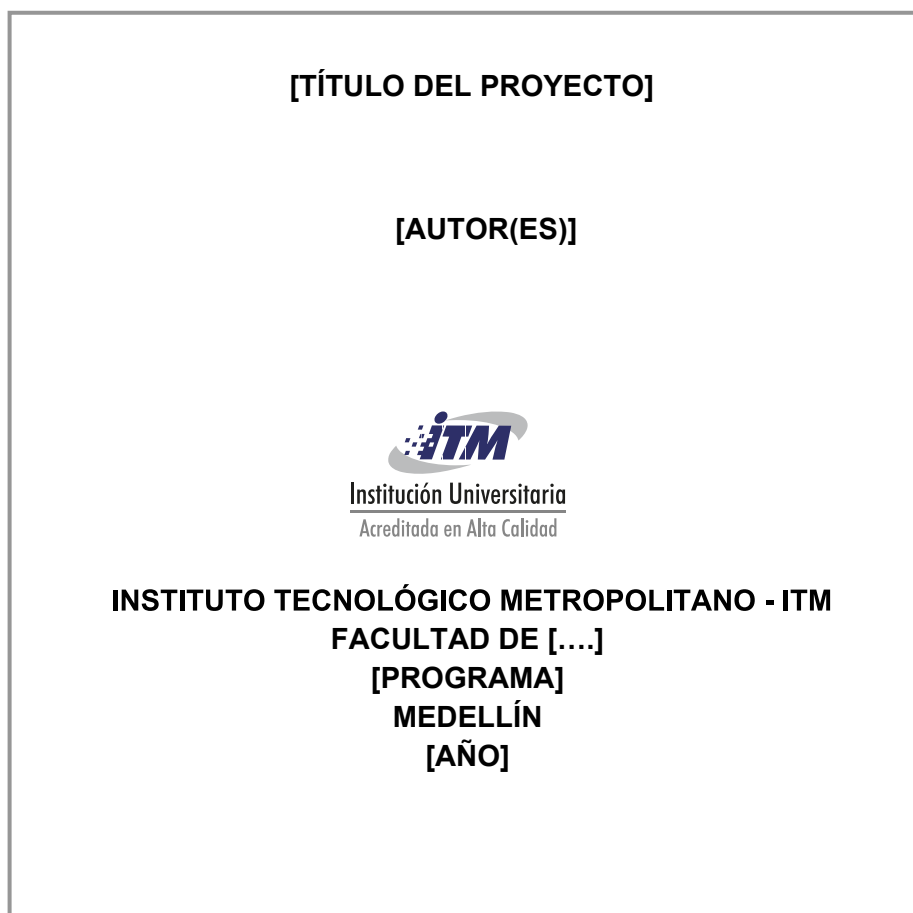 [TÍTULO DEL PROYECTO]
[AUTOR(ES)]
iTM
Institución Universitaria
Acreditada en Alta Calidad
INSTITUTO TECNOLÓGICO METROPOLITANO - ITM
FACULTAD DE [….]
[PROGRAMA]
MEDELLÍN
[AÑO]